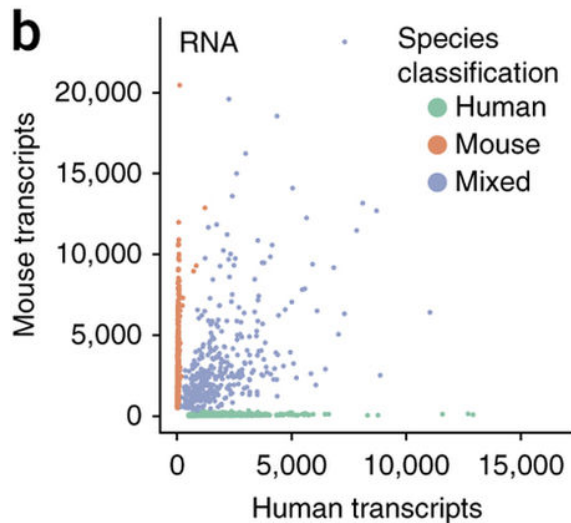 b
RNA
Species
classification
Human
Mouse
Mixed
Mouse transcripts
20,000
15,000
10,000
5,000
0
0
5,000
10,000
15,000
Human transcripts